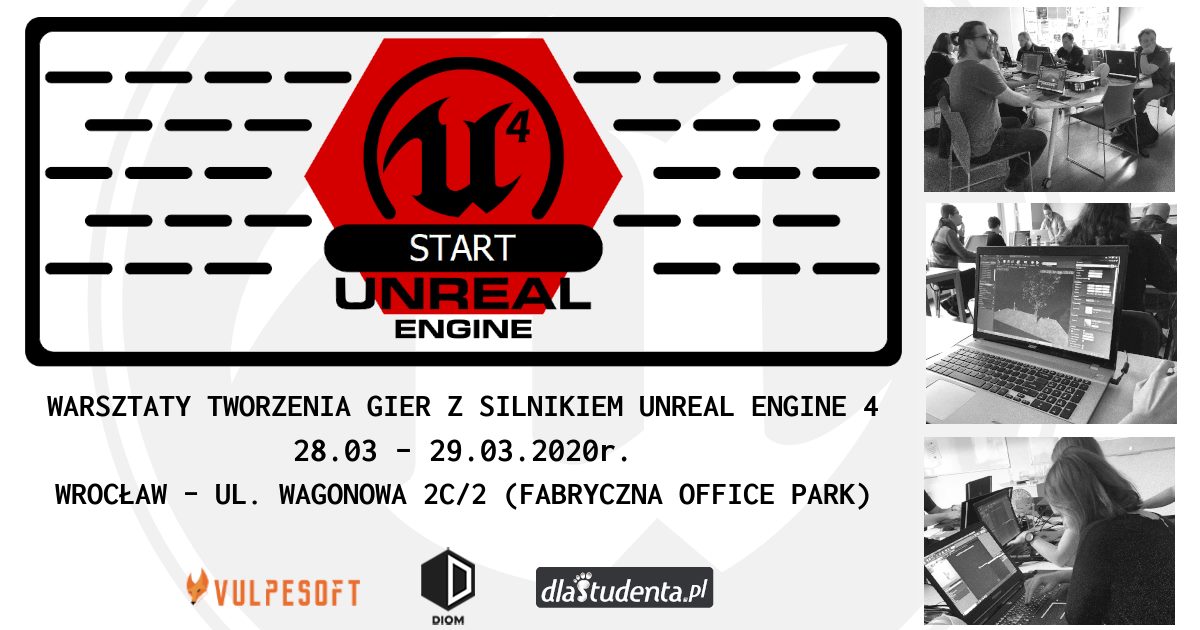 4
START
UNREAL
ENGINE
WARSZTATY TWORZENIA GIER Z SILNIKIEM UNREAL ENGINE 4
28.03 - 29.03.2020r.
WROCŁAW - UL. WAGONOWA 2C/2 (FABRYCZNA OFFICE PARK)
VULPESOFT
DIOM
dlaStudenta.pl